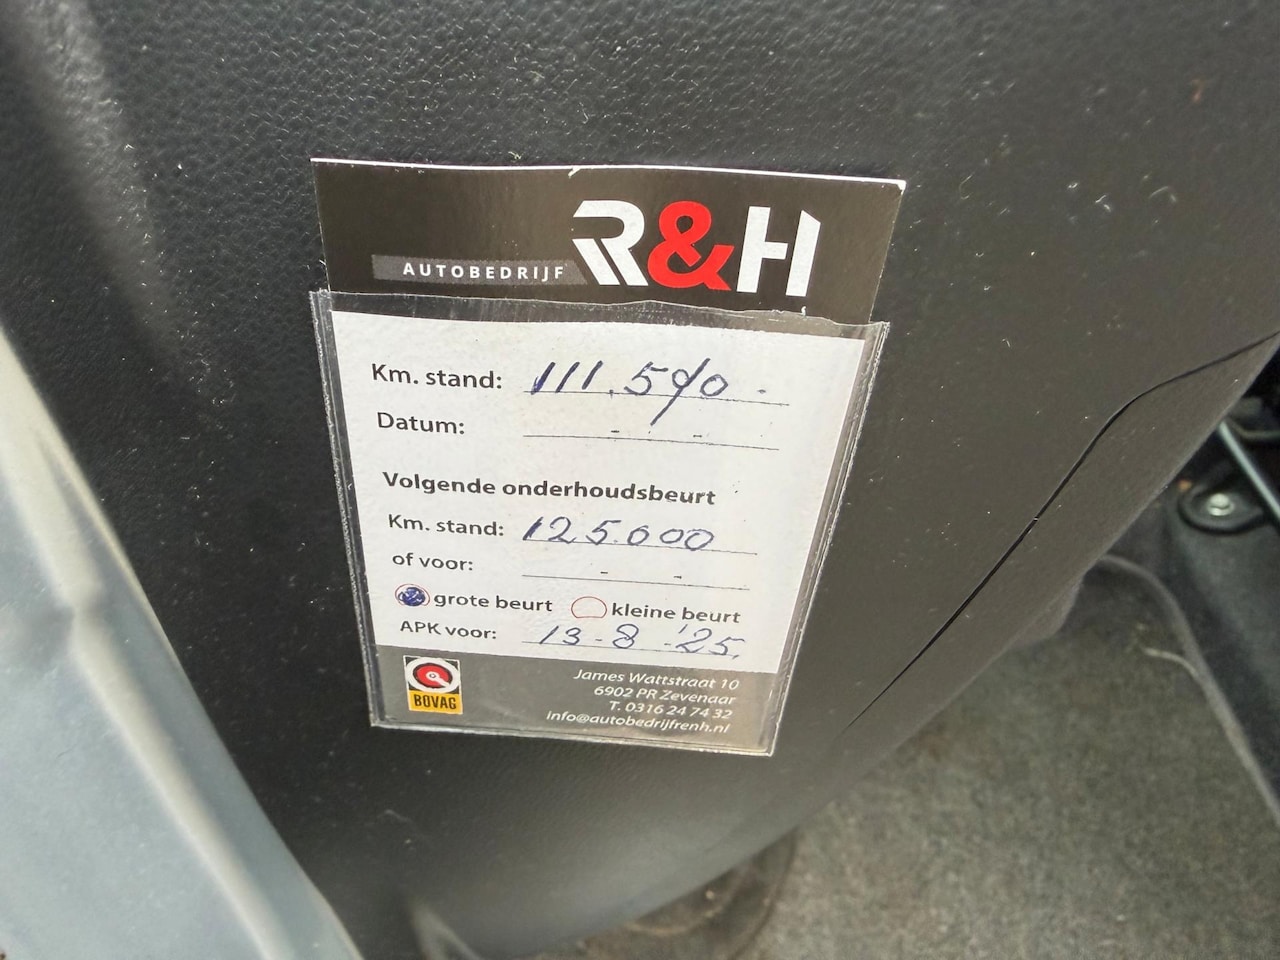 AUTOBEDRIJF R&H
Km. stand: 111.590.
Datum: - -
Volgende onderhoudsbeurt
Km. stand: 125.000
of voor: - -
grote beurt kleine beurt
APK voor: 13-8-'25.
BOVAG
James Wattstraat 10
6902 PR Zevenaar
T. 0316 24 74 32
info@autobedrijfrenh.nl